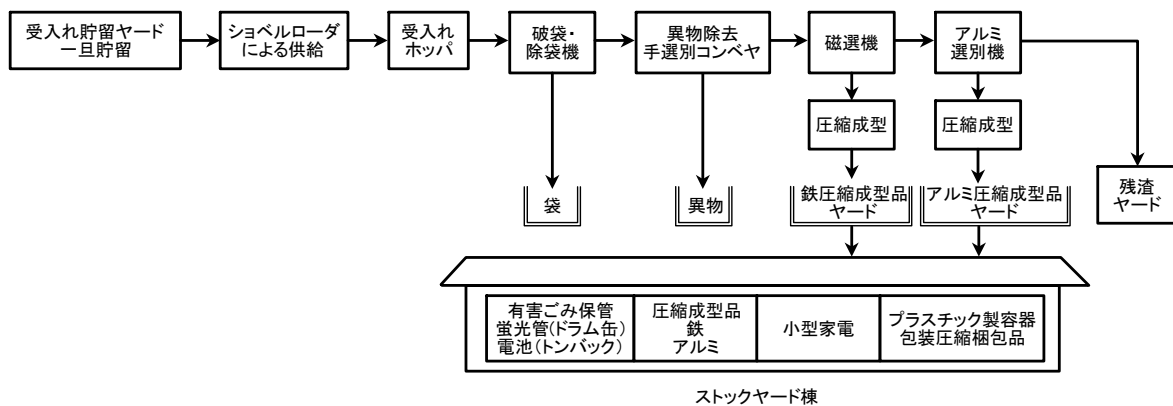 受入れ貯留ヤード
一旦貯留
ショベルローダ
による供給
受入れ
ホッパ
破袋・
除袋機
異物除去
手選別コンベヤ
磁選機
アルミ
選別機
圧縮成型
圧縮成型
袋
異物
鉄圧縮成型品
ヤード
アルミ圧縮成型品
ヤード
残渣
ヤード
有害ごみ保管
蛍光管(ドラム缶)
電池(トンバック)
圧縮成型品
鉄
アルミ
小型家電
プラスチック製容器
包装圧縮梱包品
ストックヤード棟